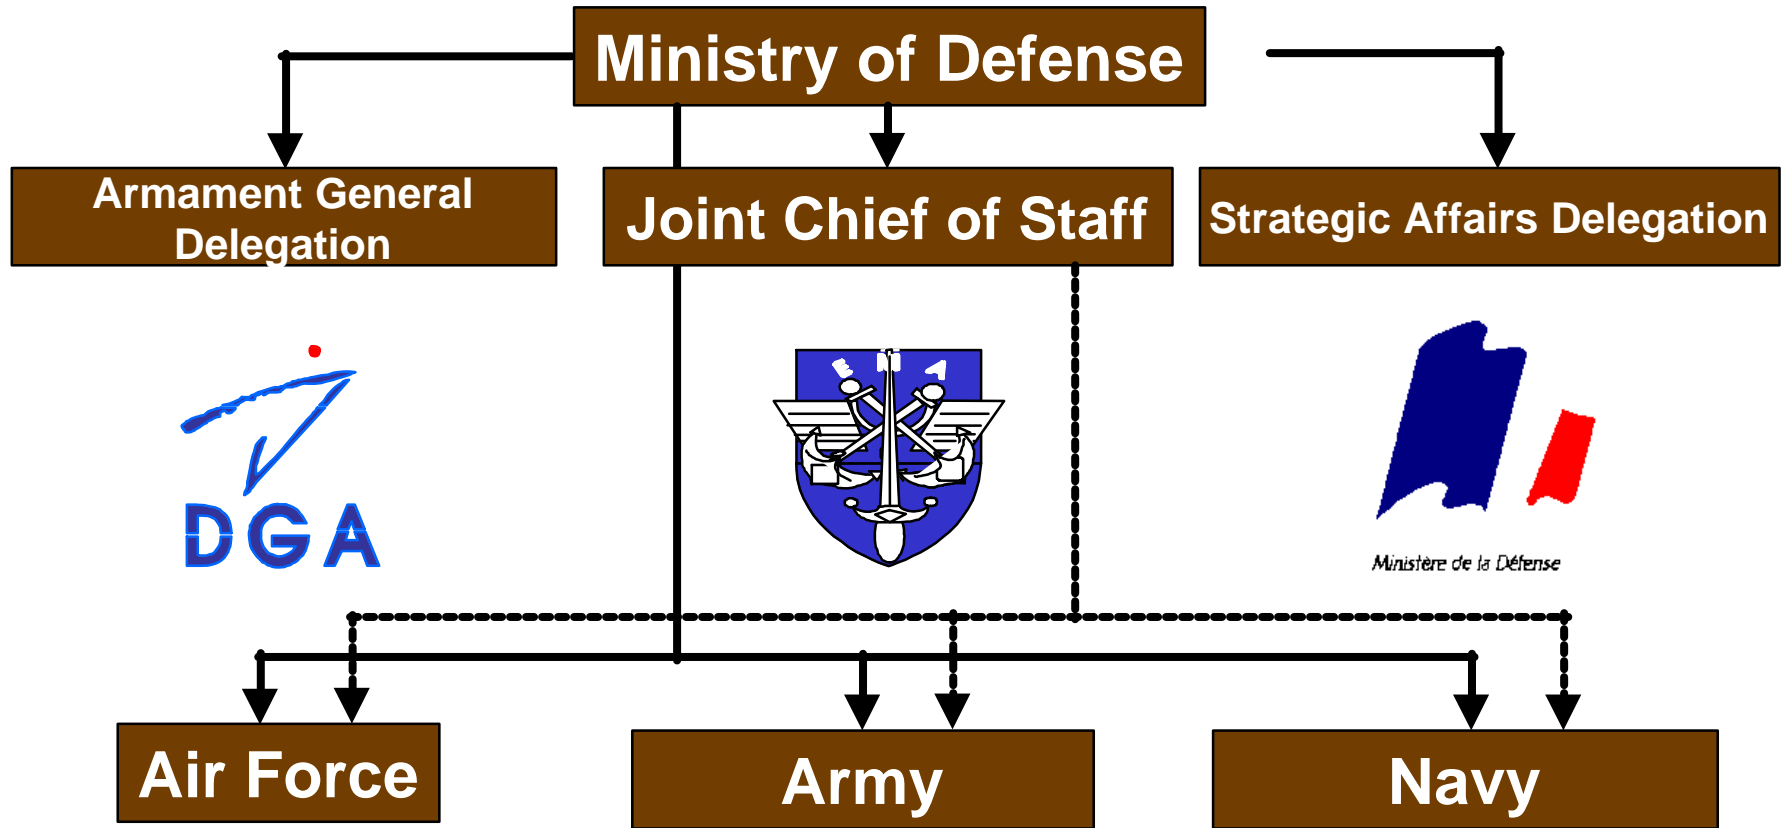 Ministry of Defense
Armament General
Delegation
Joint Chief of Staff
Strategic Affairs Delegation
E M A
DGA
Ministère de la Défense
Air Force
Army
Navy